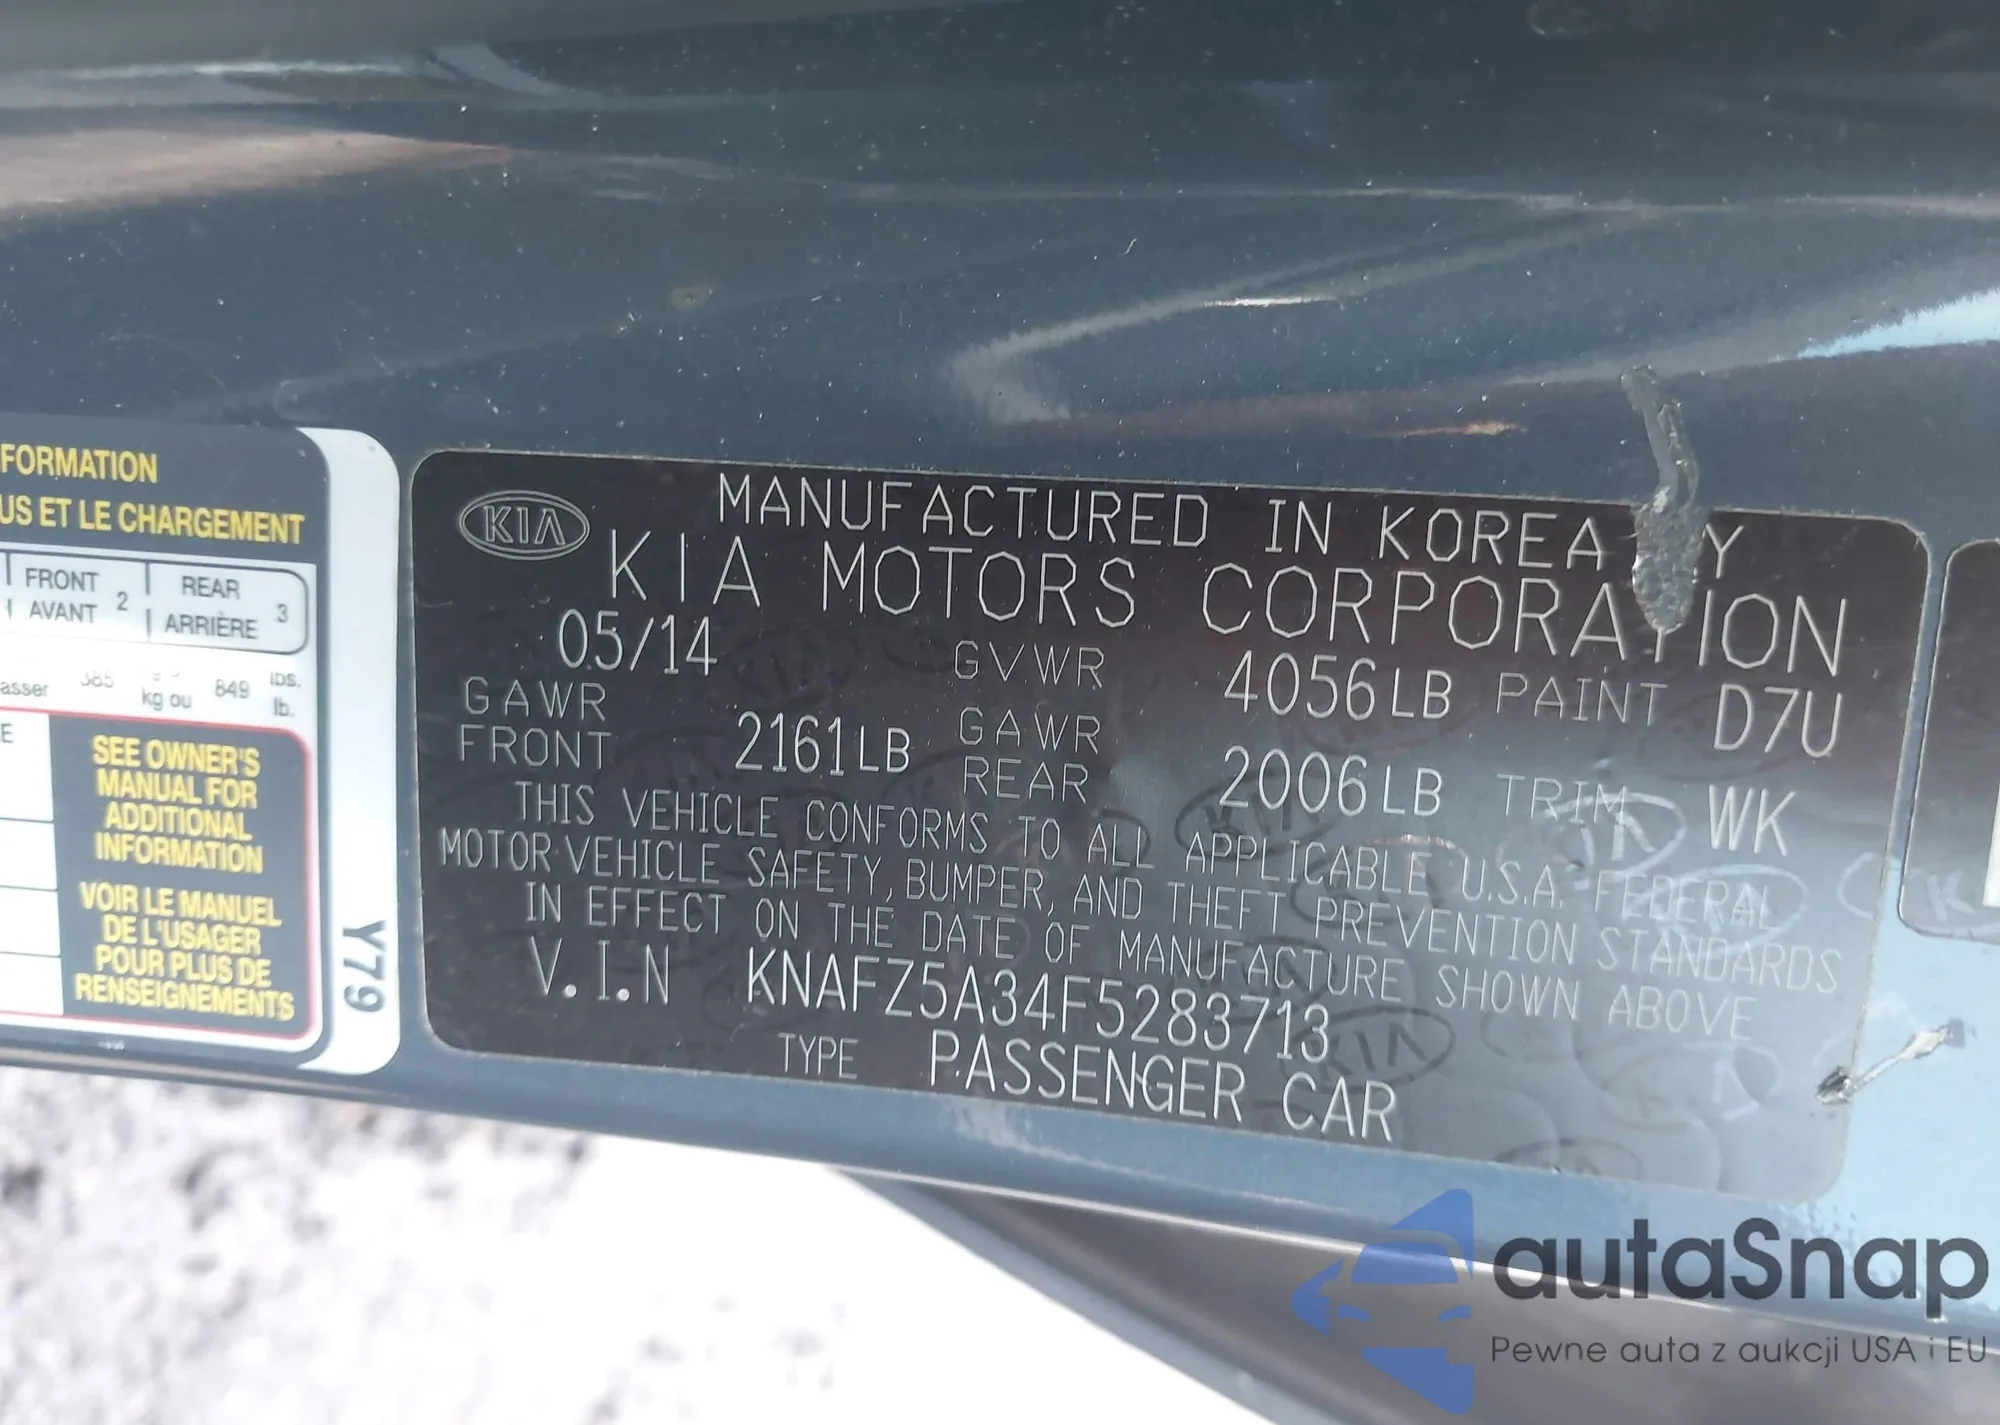 FORMATION
US ET LE CHARGEMENT
FRONT 2 REAR 3
AVANT ARRIÈRE
asser 385 kg ou 849 lbs.
lb.
E
SEE OWNER'S
MANUAL FOR
ADDITIONAL
INFORMATION
VOIR LE MANUEL
DE L'USAGER
POUR PLUS DE
RENSEIGNEMENTS
Y79
KIA
MANUFACTURED IN KOREA Y
KIA MOTORS CORPORATION
05/14 GVWR 4056LB PAINT D7U
GAWR FRONT 2161LB GAWR REAR 2006LB TRIM WK
THIS VEHICLE CONFORMS TO ALL APPLICABLE U.S.A. FEDERAL
MOTOR VEHICLE SAFETY, BUMPER, AND THEFT PREVENTION STANDARDS
IN EFFECT ON THE DATE OF MANUFACTURE SHOWN ABOVE
V.I.N KNAFZ5A34F5283713
TYPE PASSENGER CAR
autaSnap
Pewne auta z aukcji USA i EU